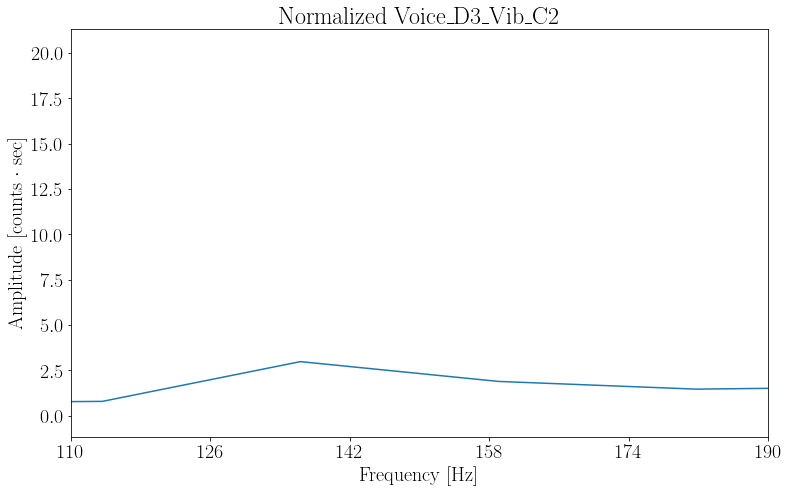 Normalized Voice_D3_Vib_C2
Amplitude [counts · sec]
20.0
17.5
15.0
12.5
10.0
7.5
5.0
2.5
0.0
110 126 142 158 174 190
Frequency [Hz]